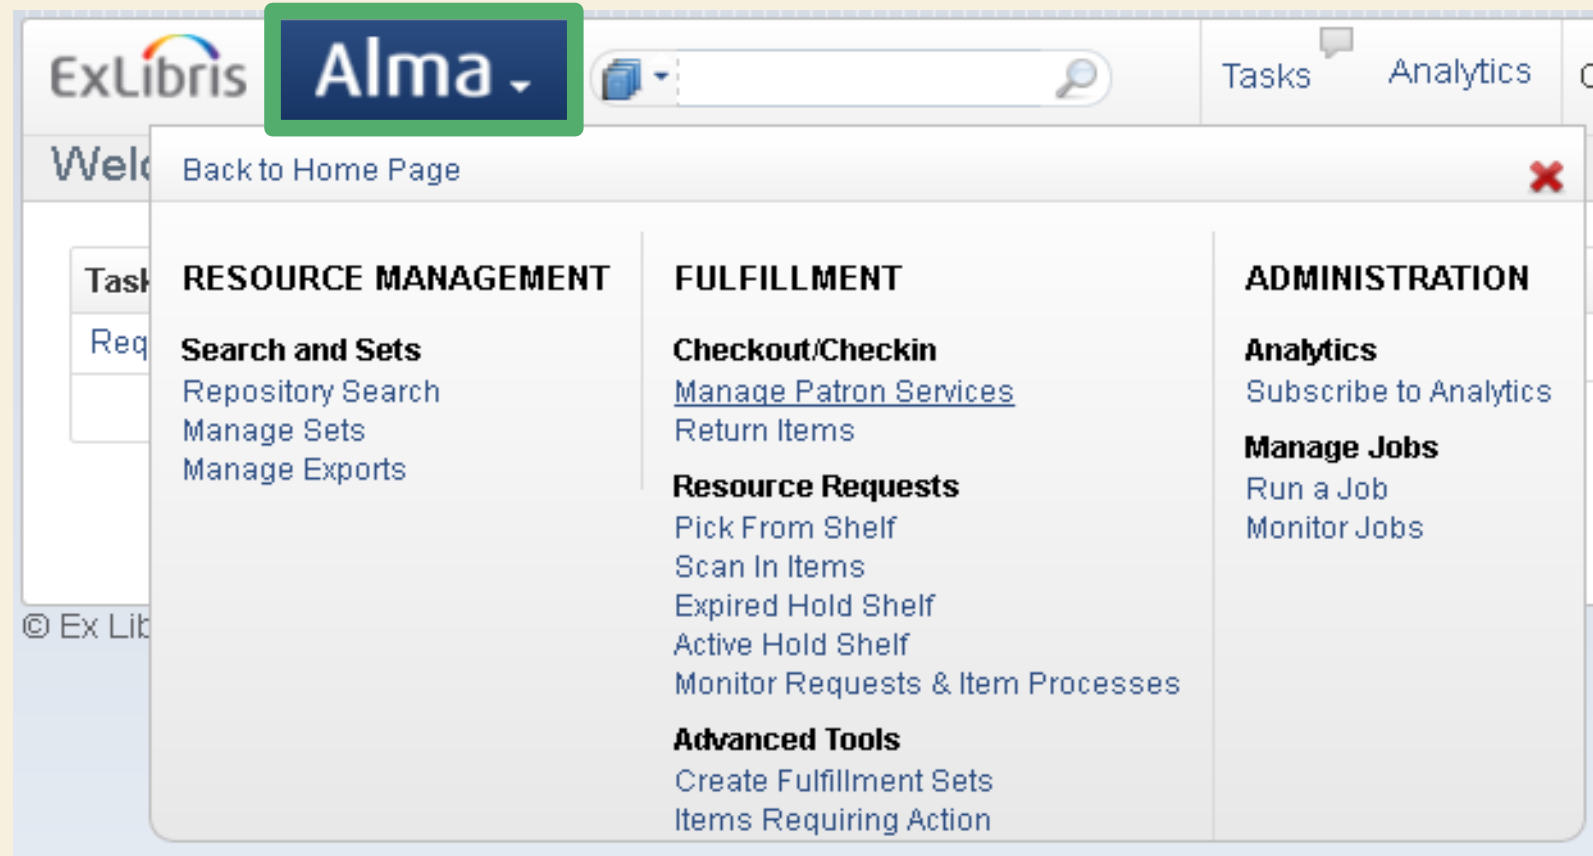 ExLibris Alma Tasks Analytics
Back to Home Page
RESOURCE MANAGEMENT
Search and Sets
Repository Search
Manage Sets
Manage Exports
FULFILLMENT
Checkout/Checkin
Manage Patron Services
Return Items
Resource Requests
Pick From Shelf
Scan In Items
Expired Hold Shelf
Active Hold Shelf
Monitor Requests & Item Processes
Advanced Tools
Create Fulfillment Sets
Items Requiring Action
ADMINISTRATION
Analytics
Subscribe to Analytics
Manage Jobs
Run a Job
Monitor Jobs
© Ex Lib